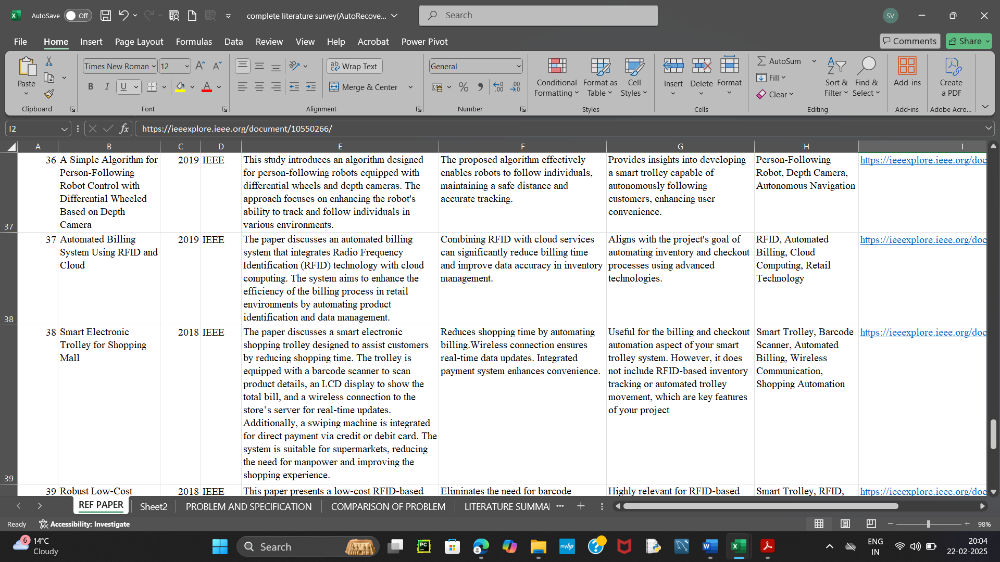 AutoSave Off complete literature survey(AutoRecove... Search SV
File Home Insert Page Layout Formulas Data Review View Help Acrobat Power Pivot Comments Share
Paste
Clipboard
Times New Roman 12
B I U A
Font
Wrap Text
Merge & Center
Alignment
General
% 9 .00
Number
Conditional Formatting
Format as Table
Cell Styles
Styles
Insert Delete Format
Cells
AutoSum
Fill
Clear
Sort & Filter
Find & Select
Editing
Add-ins
Add-ins
Create a PDF
Adobe Acro...
I2 fx https://ieeexplore.ieee.org/document/10550266/
A B C D E F G H I
37
36
A Simple Algorithm for
Person-Following
Robot Control with
Differential Wheeled
Based on Depth
Camera
2019
IEEE
This study introduces an algorithm designed
for person-following robots equipped with
differential wheels and depth cameras. The
approach focuses on enhancing the robot's
ability to track and follow individuals in
various environments.
The proposed algorithm effectively
enables robots to follow individuals,
maintaining a safe distance and
accurate tracking.
Provides insights into developing
a smart trolley capable of
autonomously following
customers, enhancing user
convenience.
Person-Following
Robot, Depth Camera,
Autonomous Navigation
https://ieeexplore.ieee.org/doc
38
37
Automated Billing
System Using RFID and
Cloud
2019
IEEE
The paper discusses an automated billing
system that integrates Radio Frequency
Identification (RFID) technology with cloud
computing. The system aims to enhance the
efficiency of the billing process in retail
environments by automating product
identification and data management.
Combining RFID with cloud services
can significantly reduce billing time
and improve data accuracy in inventory
management.
Aligns with the project's goal of
automating inventory and checkout
processes using advanced
technologies.
RFID, Automated
Billing, Cloud
Computing, Retail
Technology
https://ieeexplore.ieee.org/doc
39
38
Smart Electronic
Trolley for Shopping
Mall
2018
IEEE
The paper discusses a smart electronic
shopping trolley designed to assist customers
by reducing shopping time. The trolley is
equipped with a barcode scanner to scan
product details, an LCD display to show the
total bill, and a wireless connection to the
store’s server for real-time updates.
Additionally, a swiping machine is integrated
for direct payment via credit or debit card. The
system is suitable for supermarkets, reducing
the need for manpower and improving the
shopping experience.
Reduces shopping time by automating
billing.Wireless connection ensures
real-time data updates. Integrated
payment system enhances convenience.
Useful for the billing and checkout
automation aspect of your smart
trolley system. However, it does
not include RFID-based inventory
tracking or automated trolley
movement, which are key features
of your project
Smart Trolley, Barcode
Scanner, Automated
Billing, Wireless
Communication,
Shopping Automation
https://ieeexplore.ieee.org/doc
39
Robust Low-Cost
2018
IEEE
This paper presents a low-cost RFID-based
Eliminates the need for barcode
Highly relevant for RFID-based
Smart Trolley, RFID,
https://ieeexplore.ieee.org/doc
REF PAPER Sheet2 PROBLEM AND SPECIFICATION COMPARISON OF PROBLEM LITERATURE SUMMA ...
Ready Accessibility: Investigate 98%
6 14°C
Cloudy
Search
PC
myhp
ENG
IN
20:04
22-02-2025